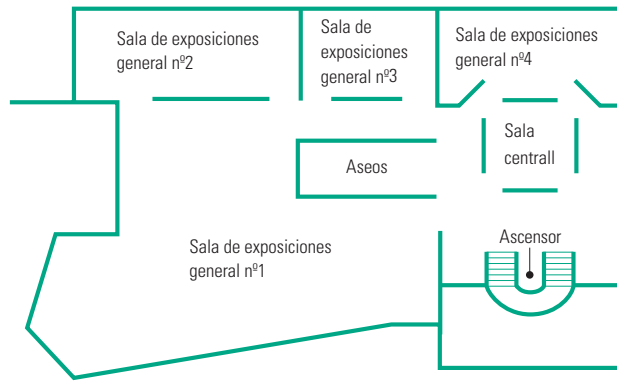 Sala de exposiciones
general nº2
Sala de
exposiciones
general nº3
Sala de exposiciones
general nº4
Sala
centrall
Aseos
Sala de exposiciones
general nº1
Ascensor